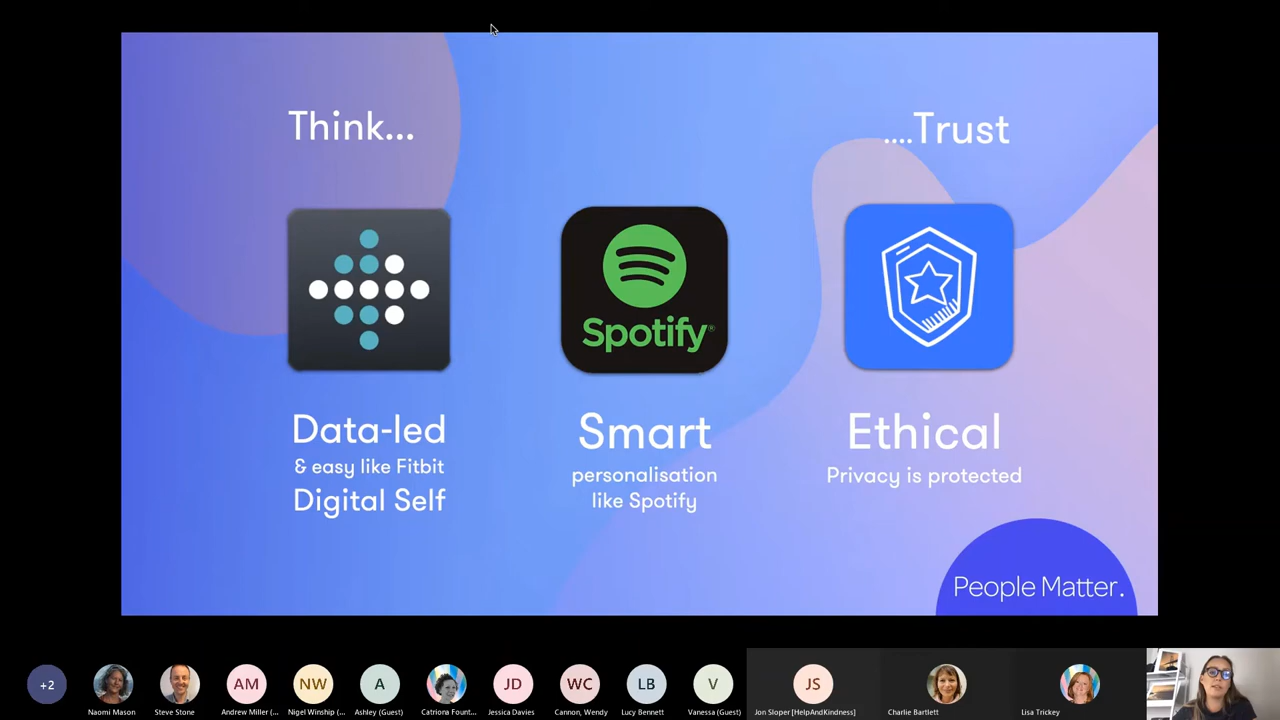 Think...
....Trust
Spotify®
Data-led
& easy like Fitbit
Digital Self
Smart
personalisation
like Spotify
Ethical
Privacy is protected
People Matter.
+2
AM
NW
A
JD
WC
LB
V
JS
Naomi Mason
Steve Stone
Andrew Miller (...
Nigel Winship (...
Ashley (Guest)
Catriona Fount...
Jessica Davies
Cannon, Wendy
Lucy Bennett
Vanessa (Guest)
Jon Sloper [HelpAndKindness]
Charlie Bartlett
Lisa Trickey